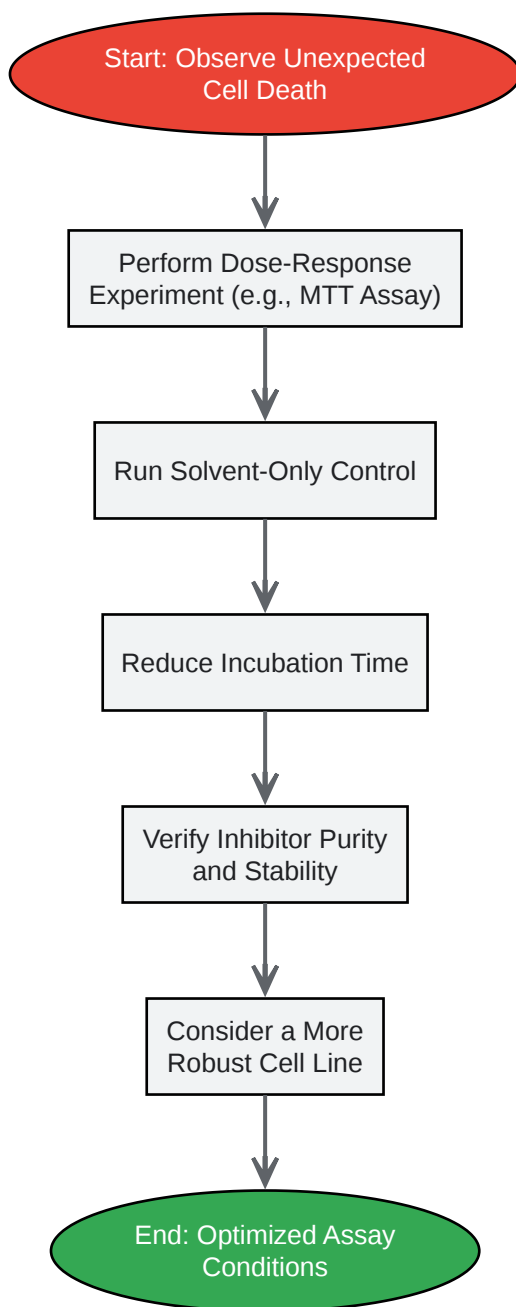 Start: Observe Unexpected
Cell Death
Perform Dose-Response
Experiment (e.g., MTT Assay)
Run Solvent-Only Control
Reduce Incubation Time
Verify Inhibitor Purity
and Stability
Consider a More
Robust Cell Line
End: Optimized Assay
Conditions